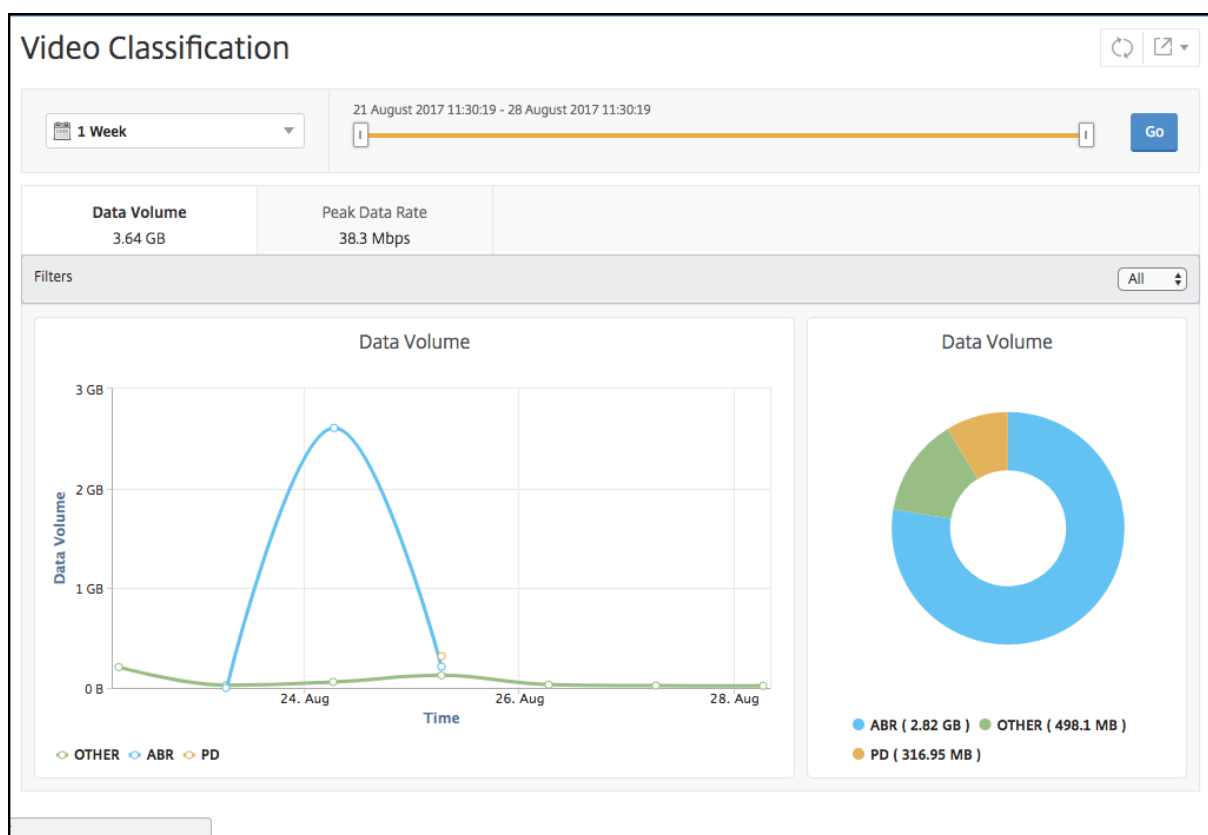 Video Classification
1 Week
21 August 2017 11:30:19 - 28 August 2017 11:30:19
Go
Data Volume
3.64 GB
Peak Data Rate
38.3 Mbps
Filters
All
Data Volume
3 GB
2 GB
1 GB
0 B
Data Volume
24. Aug
26. Aug
28. Aug
Time
OTHER ABR PD
Data Volume
ABR ( 2.82 GB ) OTHER ( 498.1 MB )
PD ( 316.95 MB )